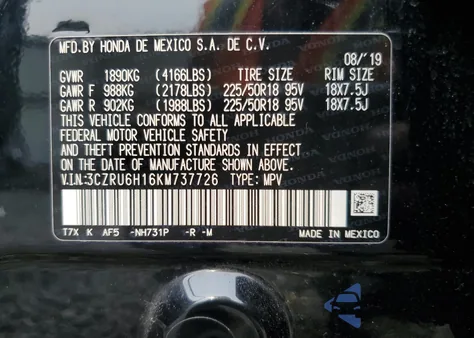 MFD.BY HONDA DE MEXICO S.A. DE C.V.
08/'19
GVWR 1890KG (4166LBS) TIRE SIZE RIM SIZE
GAWR F 988KG (2178LBS) 225/50R18 95V 18X7.5J
GAWR R 902KG (1988LBS) 225/50R18 95V 18X7.5J
THIS VEHICLE CONFORMS TO ALL APPLICABLE
FEDERAL MOTOR VEHICLE SAFETY
AND THEFT PREVENTION STANDARDS IN EFFECT
ON THE DATE OF MANUFACTURE SHOWN ABOVE.
V.I.N:3CZRU6H16KM737726 TYPE: MPV
T7X K AF5 -NH731P -R -M MADE IN MEXICO